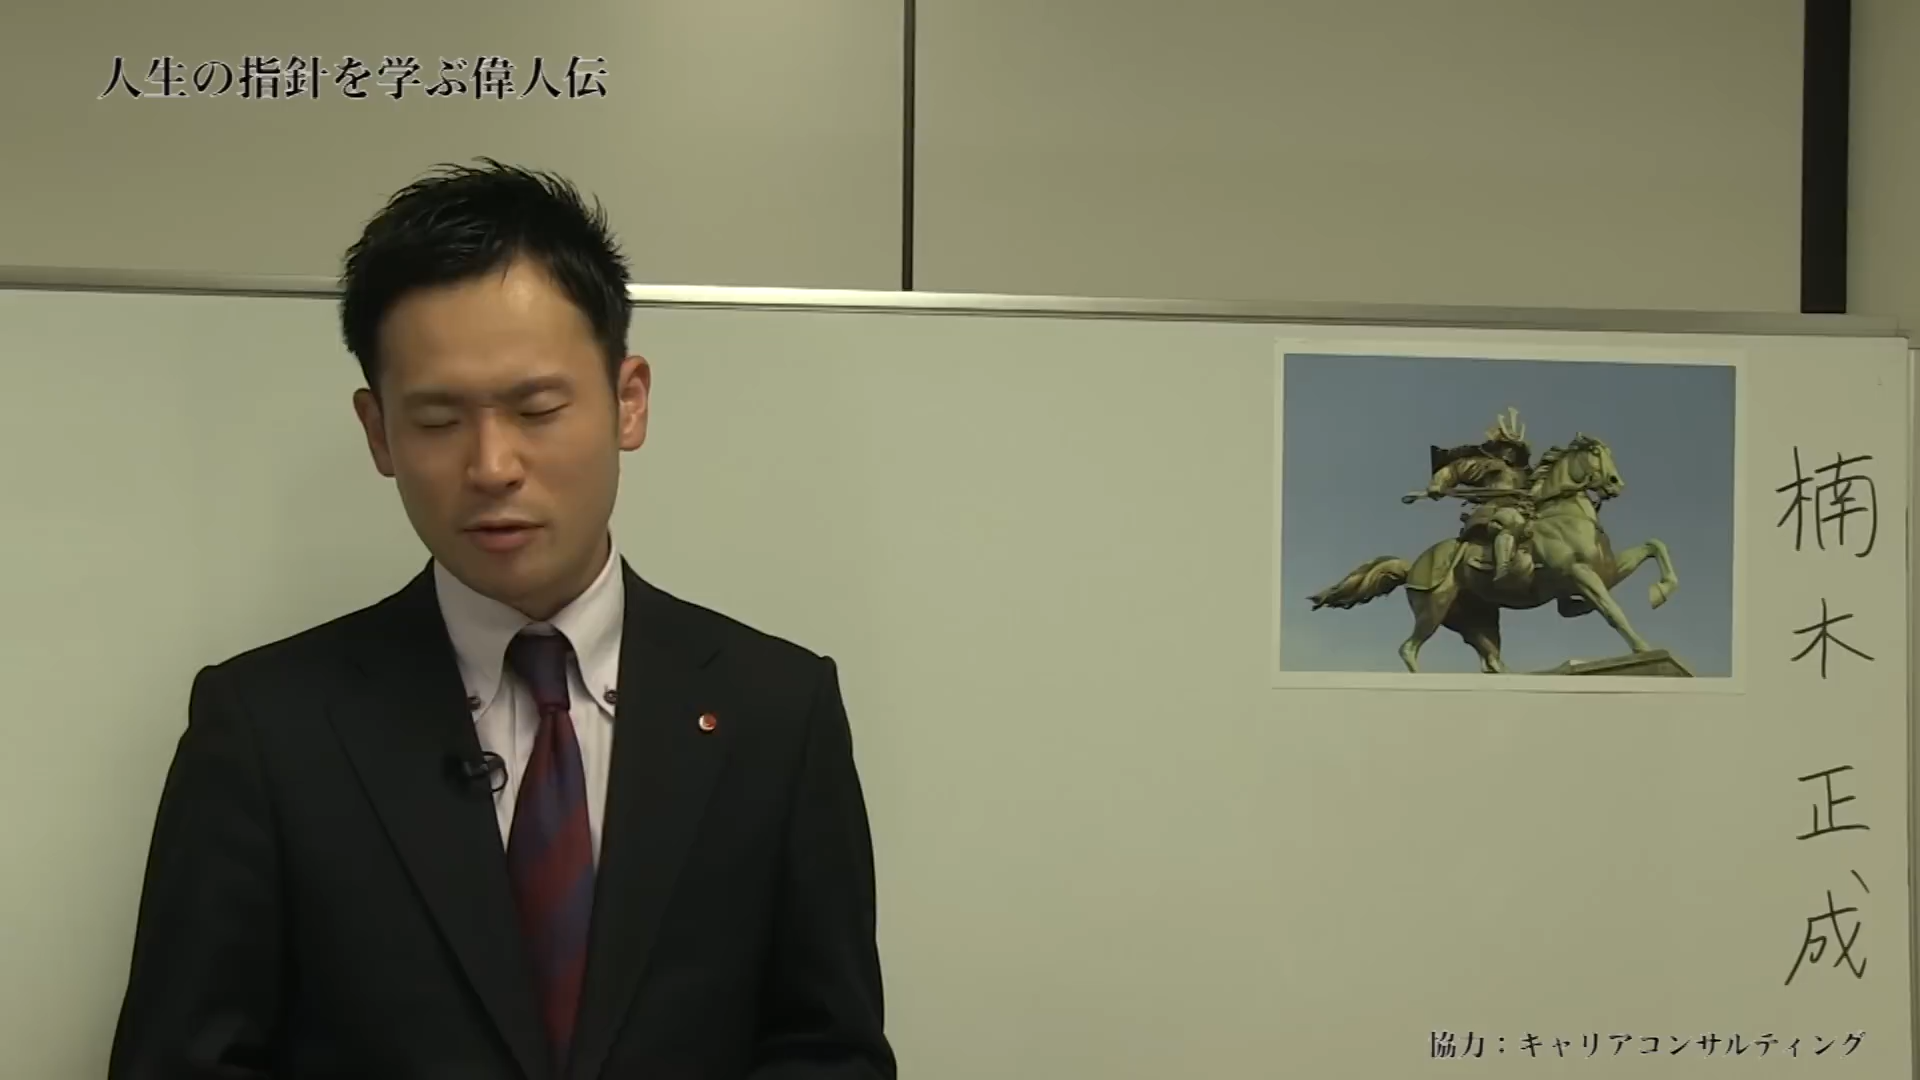 人生の指針を学ぶ偉人伝
楠木正成
協力：キャリアコンサルティング